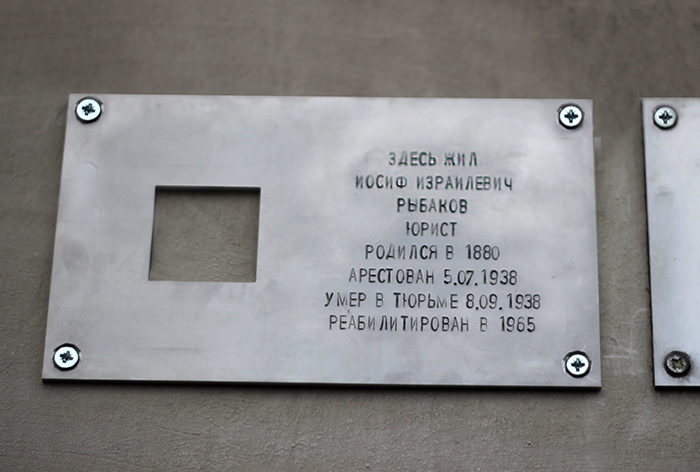 ЗДЕСЬ ЖИЛ
ИОСИФ ИЗРАИЛЕВИЧ
РЫБАКОВ
ЮРИСТ
РОДИЛСЯ В 1880
АРЕСТОВАН 5.07.1938
УМЕР В ТЮРЬМЕ 8.09.1938
РЕАБИЛИТИРОВАН В 1965